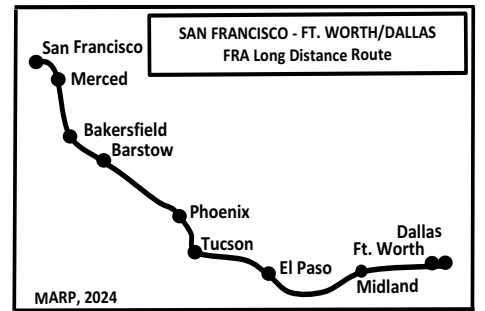 SAN FRANCISCO - FT. WORTH/DALLAS
FRA Long Distance Route
San Francisco
Merced
Bakersfield
Barstow
Phoenix
Tucson
El Paso
Dallas
Ft. Worth
Midland
MARP, 2024